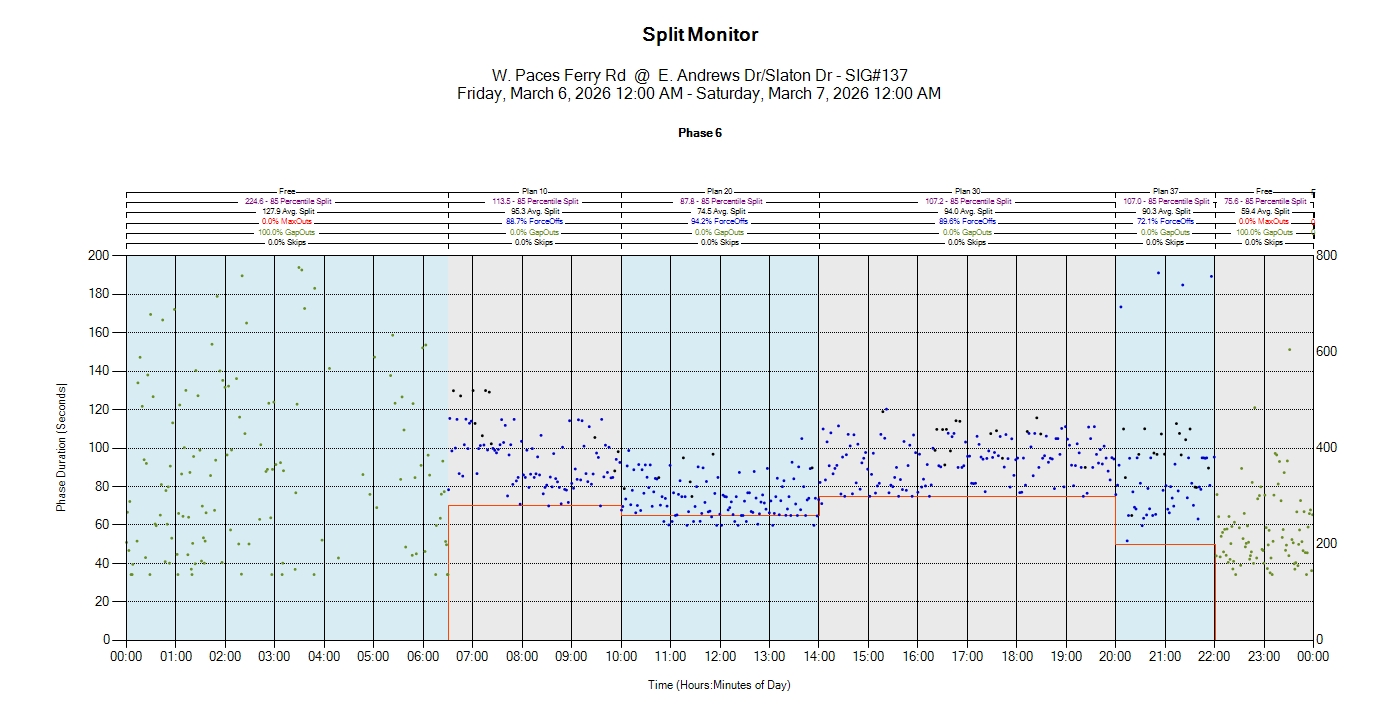 Split Monitor
W. Paces Ferry Rd @ E. Andrews Dr/Slaton Dr - SIG#137
Friday, March 6, 2026 12:00 AM - Saturday, March 7, 2026 12:00 AM
Phase 6
Free Plan 10 Plan 20 Plan 30 Plan 37 Free
224.6 - 85 Percentile Split 113.5 - 85 Percentile Split 87.8 - 85 Percentile Split 107.2 - 85 Percentile Split 107.0 - 85 Percentile Split 75.6 - 85 Percentile Split
127.9 Avg. Split 95.3 Avg. Split 74.5 Avg. Split 94.0 Avg. Split 90.3 Avg. Split 59.4 Avg. Split
0.0% MaxOuts 88.7% ForceOffs 94.2% ForceOffs 89.6% ForceOffs 72.1% ForceOffs 0.0% MaxOuts
100.0% GapOuts 0.0% GapOuts 0.0% GapOuts 0.0% GapOuts 0.0% GapOuts 100.0% GapOuts
0.0% Skips 0.0% Skips 0.0% Skips 0.0% Skips 0.0% Skips 0.0% Skips
200 800
180
160
140 600
120
100 400
80
60
40 200
20
0 0
Phase Duration (Seconds)
00:00 01:00 02:00 03:00 04:00 05:00 06:00 07:00 08:00 09:00 10:00 11:00 12:00 13:00 14:00 15:00 16:00 17:00 18:00 19:00 20:00 21:00 22:00 23:00 00:00
Time (Hours:Minutes of Day)